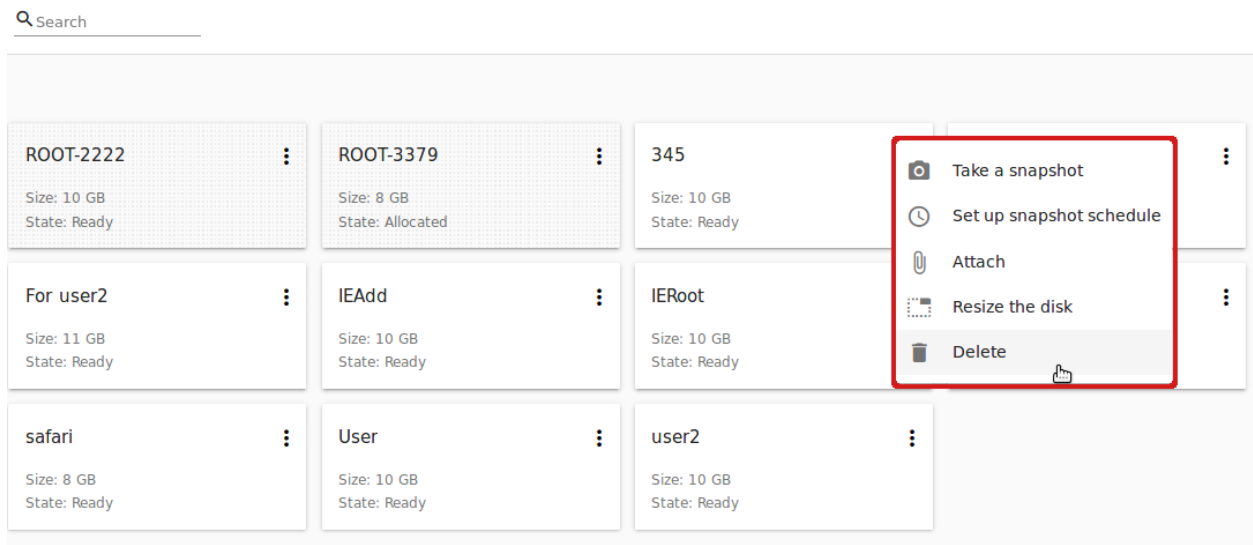 Search
ROOT-2222
Size: 10 GB
State: Ready
ROOT-3379
Size: 8 GB
State: Allocated
345
Size: 10 GB
State: Ready
Take a snapshot
Set up snapshot schedule
Attach
Resize the disk
Delete
For user2
Size: 11 GB
State: Ready
IEAdd
Size: 10 GB
State: Ready
IERoot
Size: 10 GB
State: Ready
safari
Size: 8 GB
State: Ready
User
Size: 10 GB
State: Ready
user2
Size: 10 GB
State: Ready